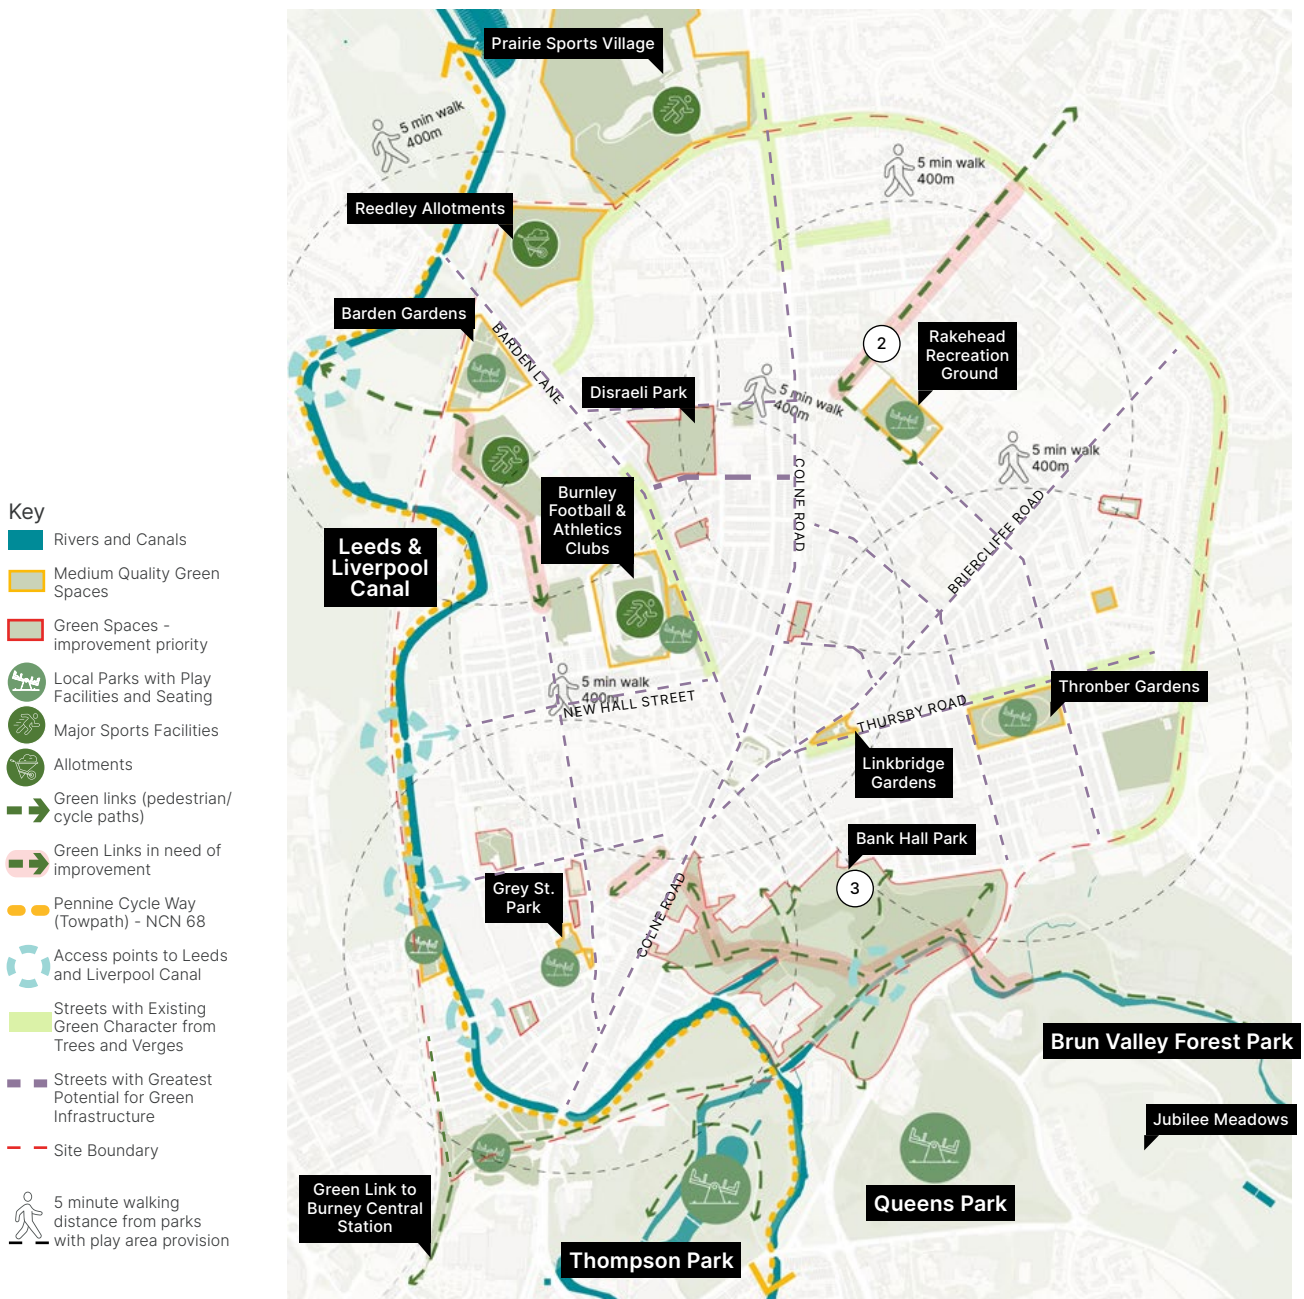 Prairie Sports Village
5 min walk
400m
5 min walk
400m
Reedley Allotments
Barden Gardens
BARDEN LANE
2
Rakehead
Recreation
Ground
Disraeli Park
5 min walk
400m
5 min walk
400m
COLNE ROAD
BRIERCLIFFE ROAD
Burnley
Football &
Athletics
Clubs
Leeds &
Liverpool
Canal
5 min walk
400m
NEW HALL STREET
Thronber Gardens
THURSBY ROAD
Linkbridge
Gardens
Bank Hall Park
3
Grey St.
Park
COLNE ROAD
Brun Valley Forest Park
Jubilee Meadows
Queens Park
Green Link to
Burney Central
Station
Thompson Park
Key
Rivers and Canals
Medium Quality Green
Spaces
Green Spaces -
improvement priority
Local Parks with Play
Facilities and Seating
Major Sports Facilities
Allotments
Green links (pedestrian/
cycle paths)
Green Links in need of
improvement
Pennine Cycle Way
(Towpath) - NCN 68
Access points to Leeds
and Liverpool Canal
Streets with Existing
Green Character from
Trees and Verges
Streets with Greatest
Potential for Green
Infrastructure
Site Boundary
5 minute walking
distance from parks
with play area provision